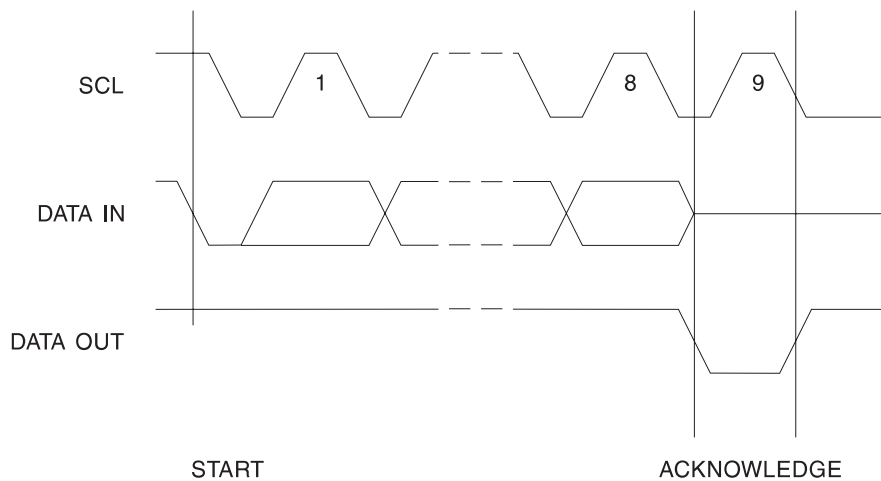 SCL
1
8
9
DATA IN
DATA OUT
START
ACKNOWLEDGE